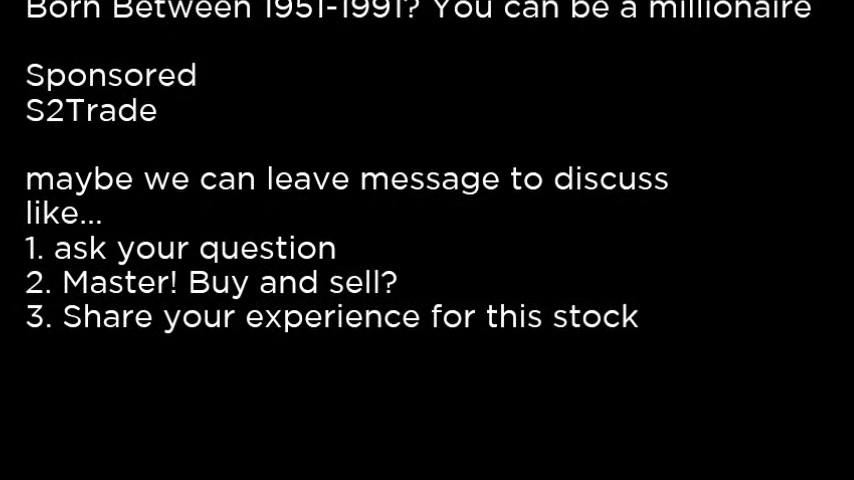 Born Between 1951-1991? You can be a millionaire
Sponsored
S2Trade
maybe we can leave message to discuss
like...
1. ask your question
2. Master! Buy and sell?
3. Share your experience for this stock